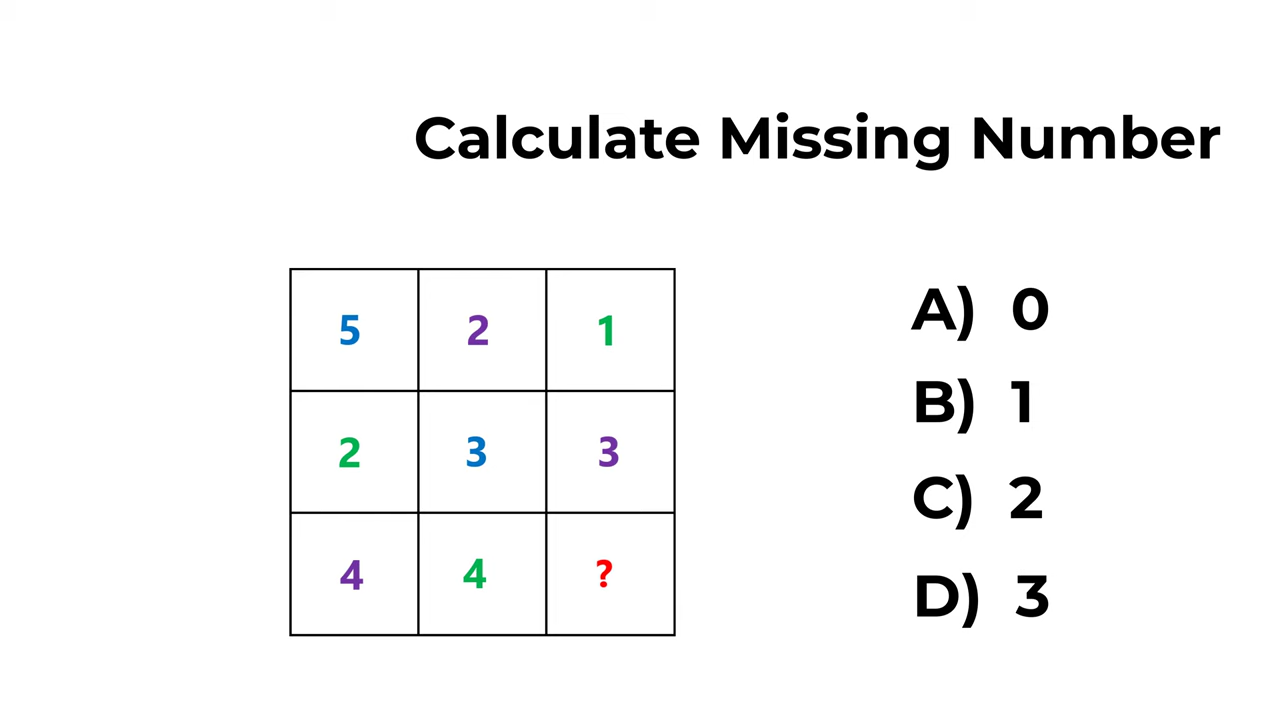 Calculate Missing Number
5 2 1
2 3 3
4 4 ?
A) 0
B) 1
C) 2
D) 3